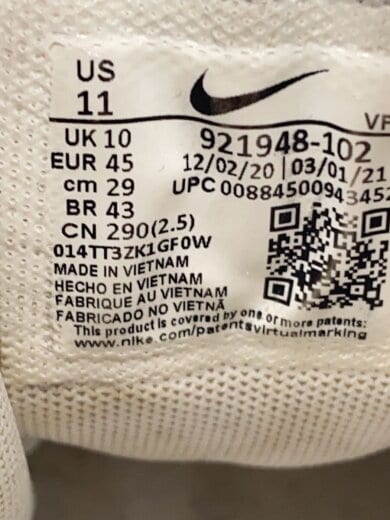 US
11
VF
UK 10
921948-102
EUR 45
12/02/20 | 03/01/21
cm 29
UPC 00884500943452
BR 43
CN 290(2.5)
014TT3ZK1GF0W
MADE IN VIETNAM
HECHO EN VIETNAM
FABRIQUE AU VIETNAM
FABRICADO NO VIETNÃ
This product is covered by one or more patents;
www.nike.com/patentsvirtualmarking